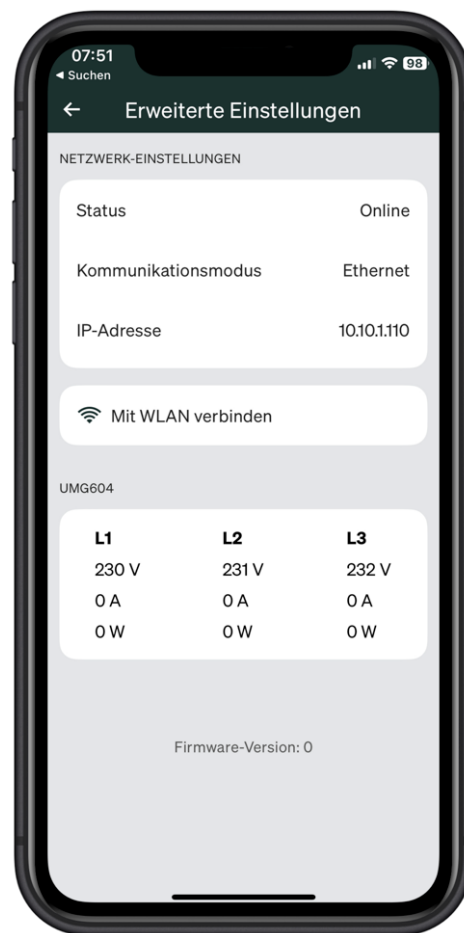 07:51
98
◀ Suchen
← Erweiterte Einstellungen
NETZWERK-EINSTELLUNGEN
Status Online
Kommunikationsmodus Ethernet
IP-Adresse 10.10.1.110
Mit WLAN verbinden
UMG604
L1 L2 L3
230 V 231 V 232 V
0 A 0 A 0 A
0 W 0 W 0 W
Firmware-Version: 0